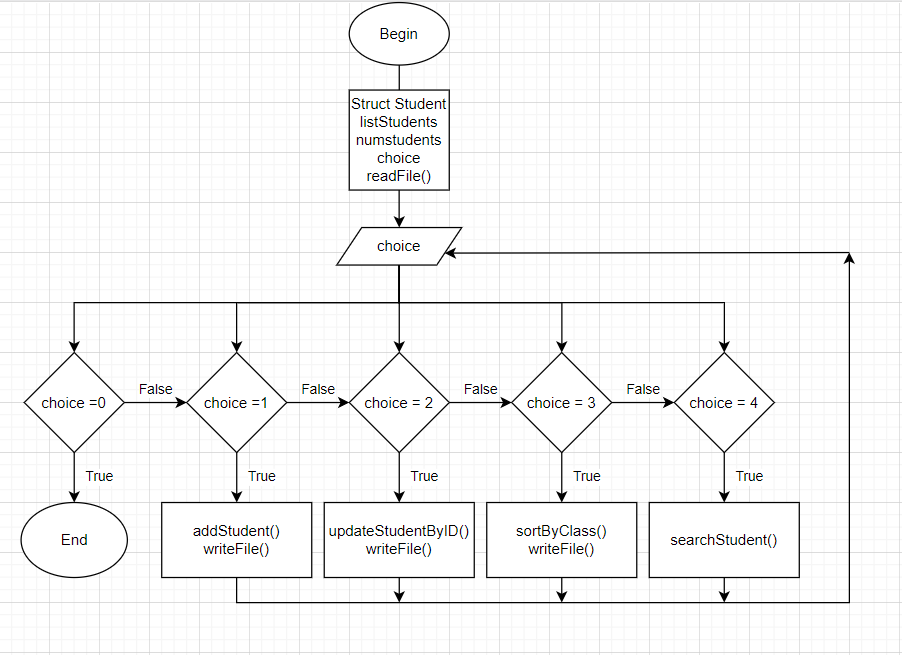 Begin
Struct Student
listStudents
numstudents
choice
readFile()
choice
choice =0
False
choice =1
False
choice = 2
False
choice = 3
False
choice = 4
True
True
True
True
True
End
addStudent()
writeFile()
updateStudentByID()
writeFile()
sortByClass()
writeFile()
searchStudent()